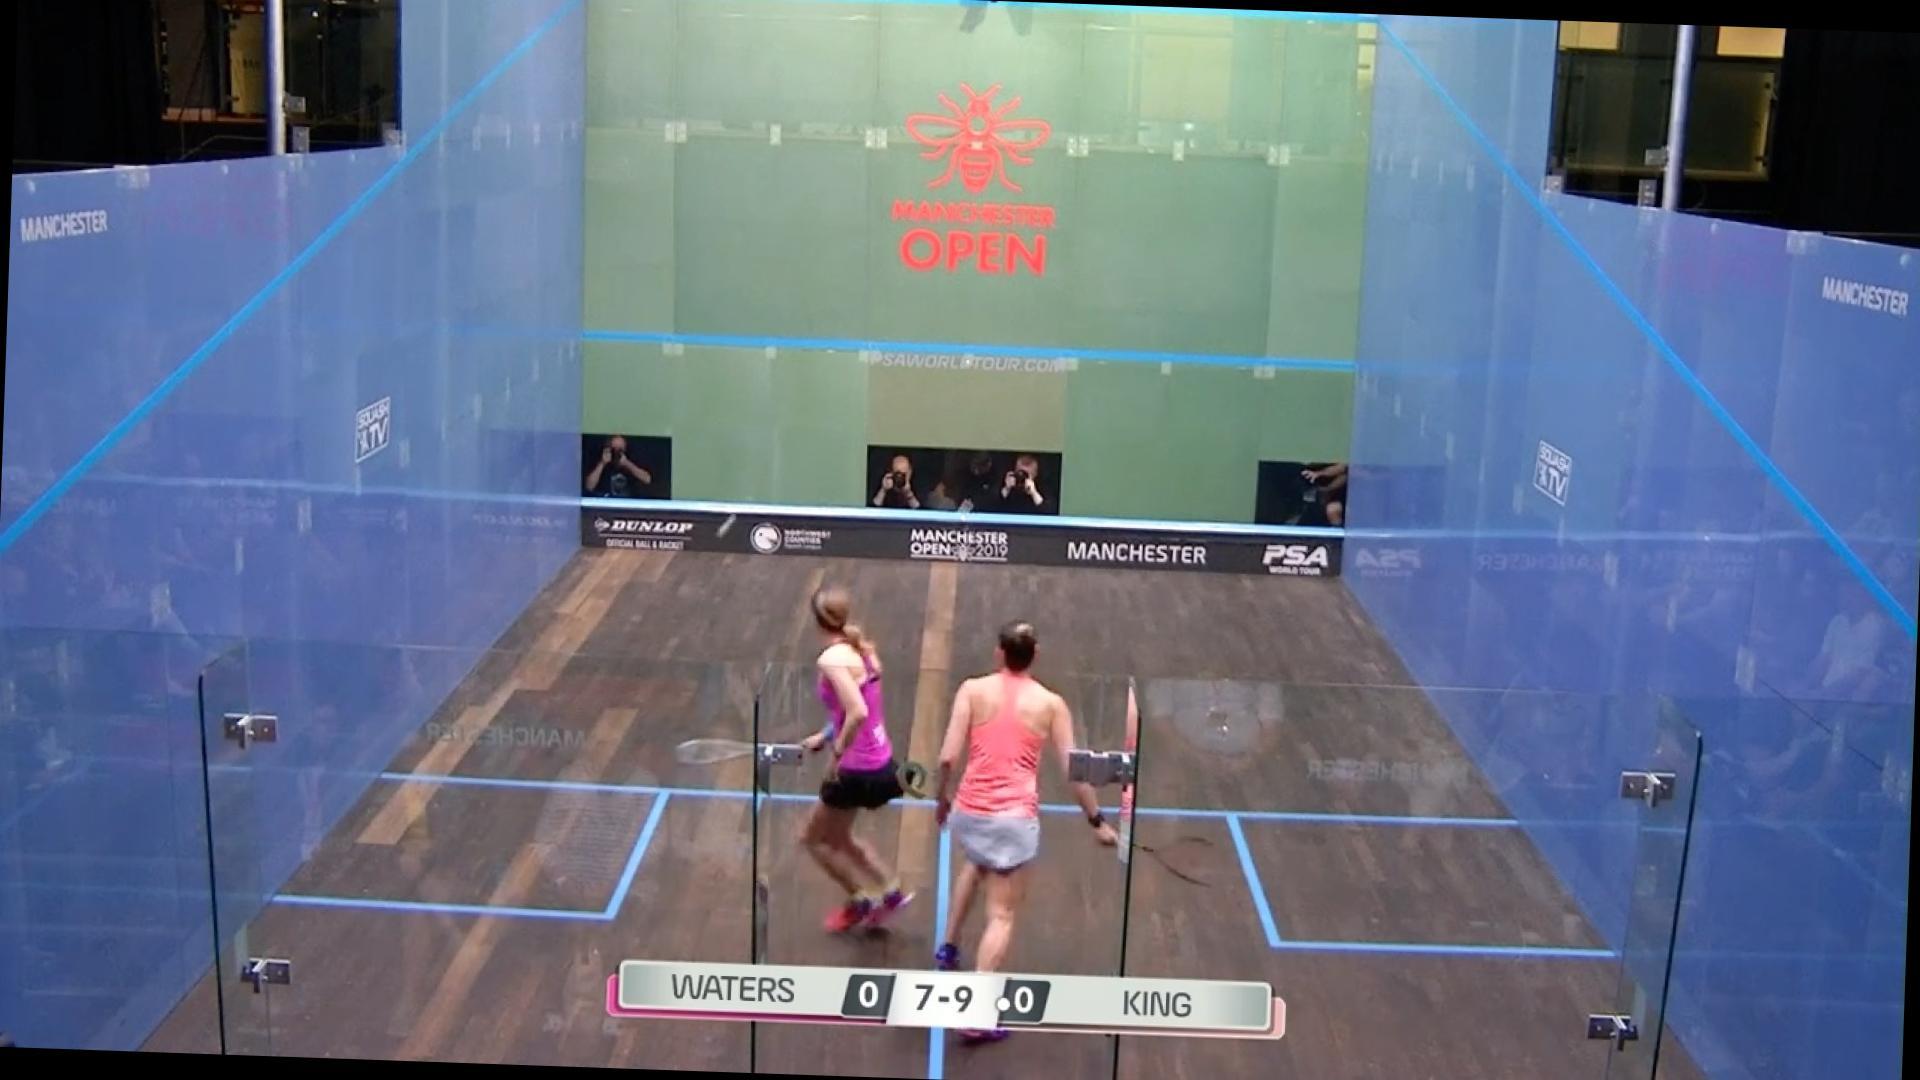 MANCHESTER
OPEN
MANCHESTER
MANCHESTER
PSAWORLDTOUR.COM
SQUASH
TV
SQUASH
TV
DUNLOP
OFFICIAL BALL & RACKET
NORTHWEST
COUNTIES
MANCHESTER
OPEN 2019
MANCHESTER
PSA
WORLD TOUR
WATERS 0 7-9 0 KING